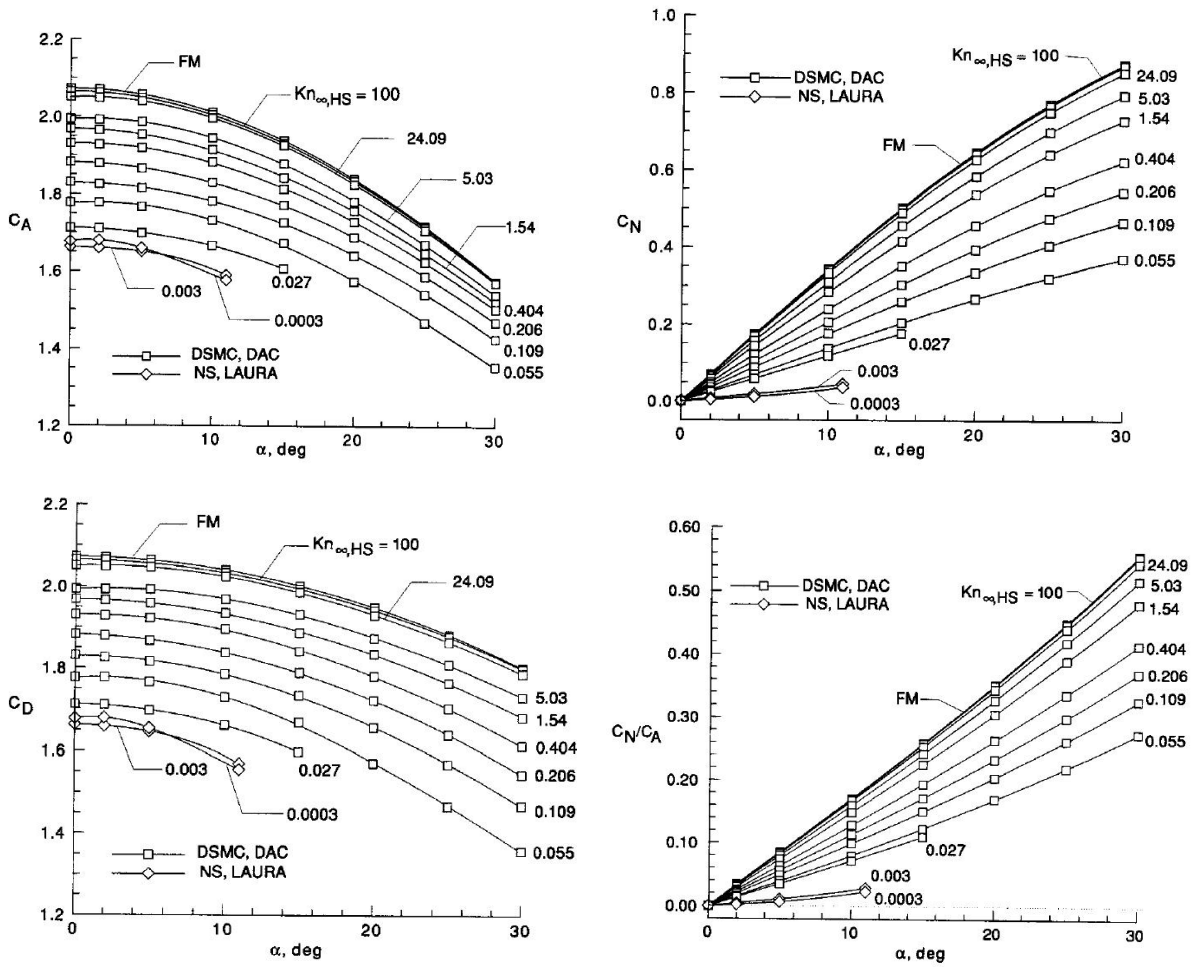 2.2
2.0
1.8
1.6
1.4
1.2
C_A
FM
Kn∞,HS = 100
24.09
5.03
1.54
0.404
0.206
0.109
0.055
0.027
0.003
0.0003
DSMC, DAC
NS, LAURA
0 10 20 30
α, deg
1.0
0.8
0.6
0.4
0.2
0.0
C_N
DSMC, DAC
NS, LAURA
Kn∞,HS = 100
FM
24.09
5.03
1.54
0.404
0.206
0.109
0.055
0.027
0.003
0.0003
0 10 20 30
α, deg
2.2
2.0
1.8
1.6
1.4
1.2
C_D
FM
Kn∞,HS = 100
24.09
5.03
1.54
0.404
0.206
0.109
0.055
0.027
0.003
0.0003
DSMC, DAC
NS, LAURA
0 10 20 30
α, deg
0.60
0.50
0.40
0.30
0.20
0.10
0.00
C_N/C_A
DSMC, DAC
NS, LAURA
Kn∞,HS = 100
FM
24.09
5.03
1.54
0.404
0.206
0.109
0.055
0.027
0.003
0.0003
0 10 20 30
α, deg